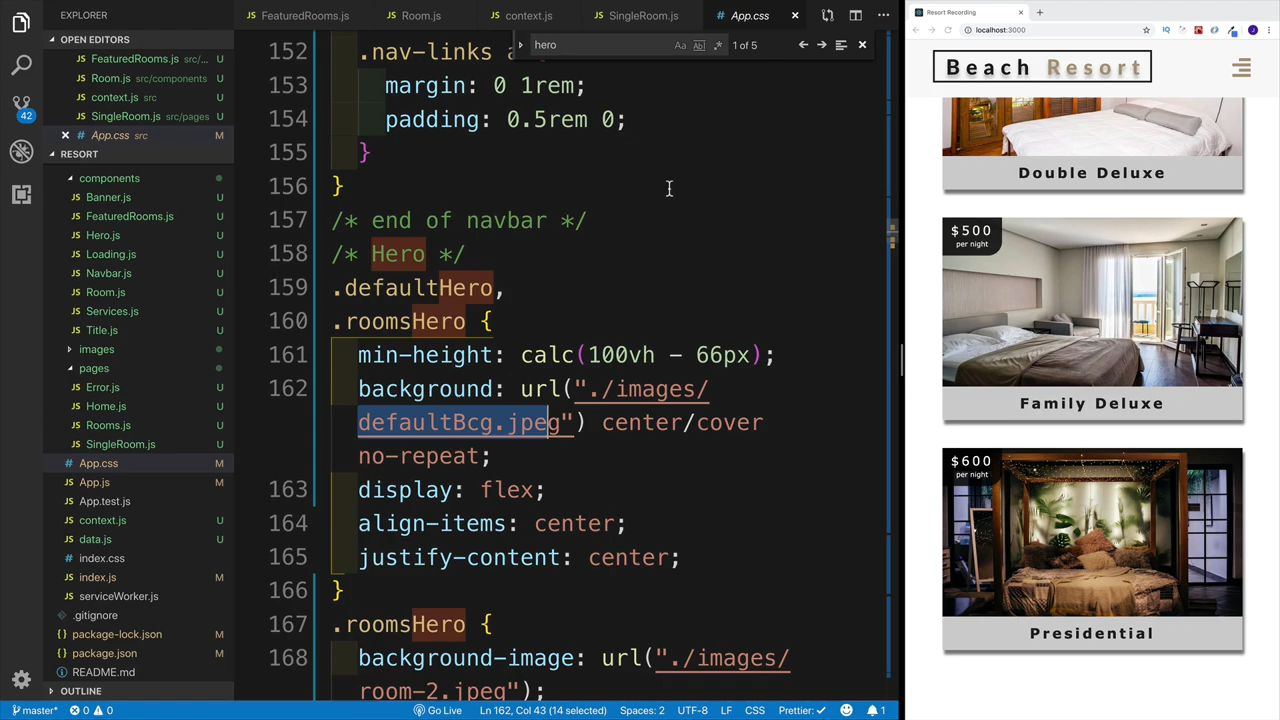 EXPLORER
OPEN EDITORS
FeaturedRooms.js src/...
Room.js src/components
context.js src
SingleRoom.js src/pages
App.css src
RESORT
components
Banner.js U
FeaturedRooms.js U
Hero.js U
Loading.js U
Navbar.js U
Room.js U
Services.js U
Title.js U
images
pages
Error.js U
Home.js U
Rooms.js U
SingleRoom.js U
App.css M
App.js M
App.test.js
context.js U
data.js U
index.css
index.js M
serviceWorker.js
.gitignore
package-lock.json M
package.json M
README.md
OUTLINE
42
FeaturedRooms.js
Room.js
context.js
SingleRoom.js
App.css
hero
Aa
1 of 5
152 .nav-links a
153 margin: 0 1rem;
154 padding: 0.5rem 0;
155 }
156 }
157 /* end of navbar */
158 /* Hero */
159 .defaultHero,
160 .roomsHero {
161 min-height: calc(100vh - 66px);
162 background: url("./images/
defaultBcg.jpeg") center/cover
no-repeat;
163 display: flex;
164 align-items: center;
165 justify-content: center;
166 }
167 .roomsHero {
168 background-image: url("./images/
room-2.jpeg");
master* 0 0 Go Live Ln 162, Col 43 (14 selected) Spaces: 2 UTF-8 LF CSS Prettier: ✓ 1
Resort Recording
localhost:3000
Beach Resort
Double Deluxe
$500
per night
Family Deluxe
$600
per night
Presidential